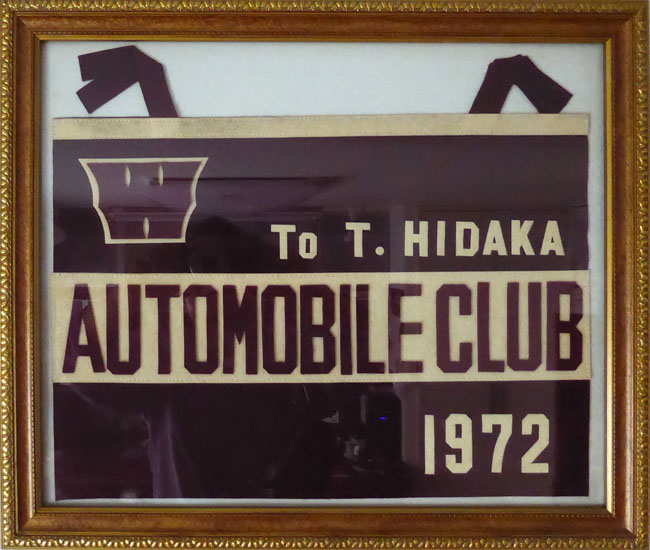 To T. HIDAKA
AUTOMOBILE CLUB
1972